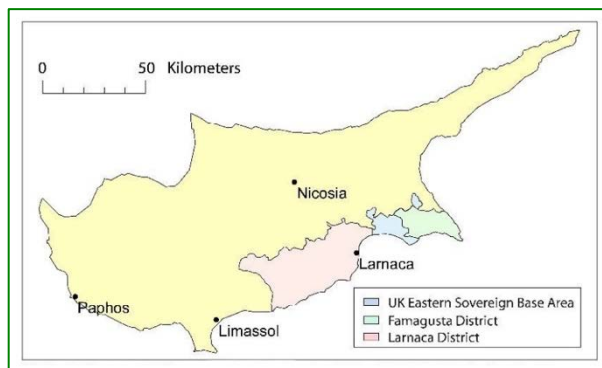 0 50 Kilometers
Nicosia
Larnaca
Paphos
Limassol
UK Eastern Sovereign Base Area
Famagusta District
Larnaca District